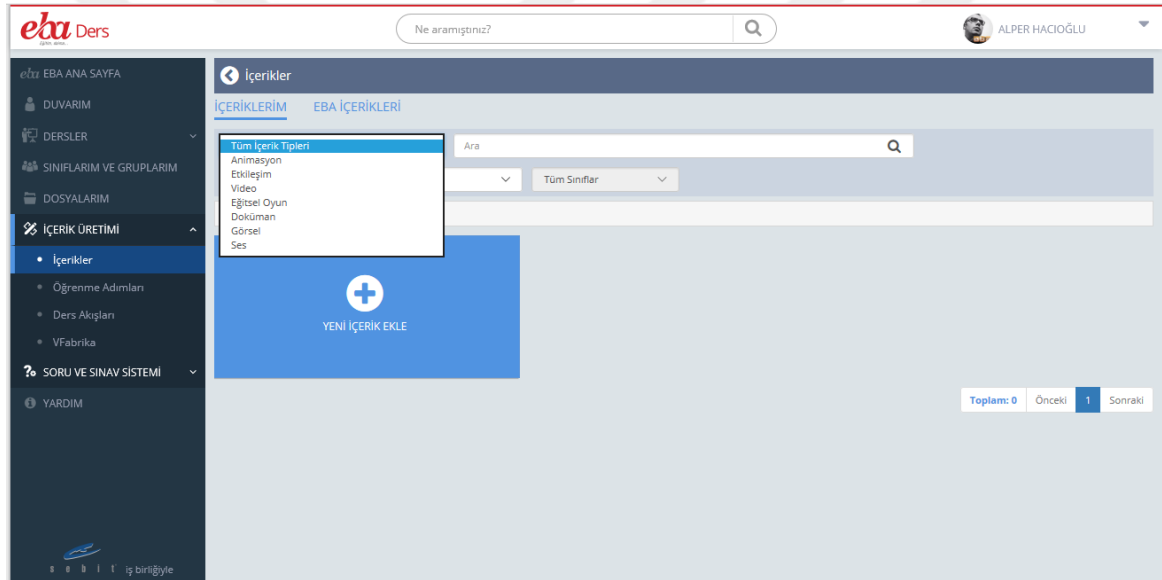 eba Ders
Ne aramıştınız?
ALPER HACIOĞLU
eba EBA ANA SAYFA
DUVARIM
DERSLER
SINIFLARIM VE GRUPLARIM
DOSYALARIM
İÇERİK ÜRETİMİ
İçerikler
Öğrenme Adımları
Ders Akışları
VFabrika
SORU VE SINAV SİSTEMİ
YARDIM
sebit iş birliğiyle
İçerikler
İÇERİKLERİM EBA İÇERİKLERİ
Tüm İçerik Tipleri
Animasyon
Etkileşim
Video
Eğitsel Oyun
Doküman
Görsel
Ses
Ara
Tüm Sınıflar
YENİ İÇERİK EKLE
Toplam: 0 Önceki 1 Sonraki